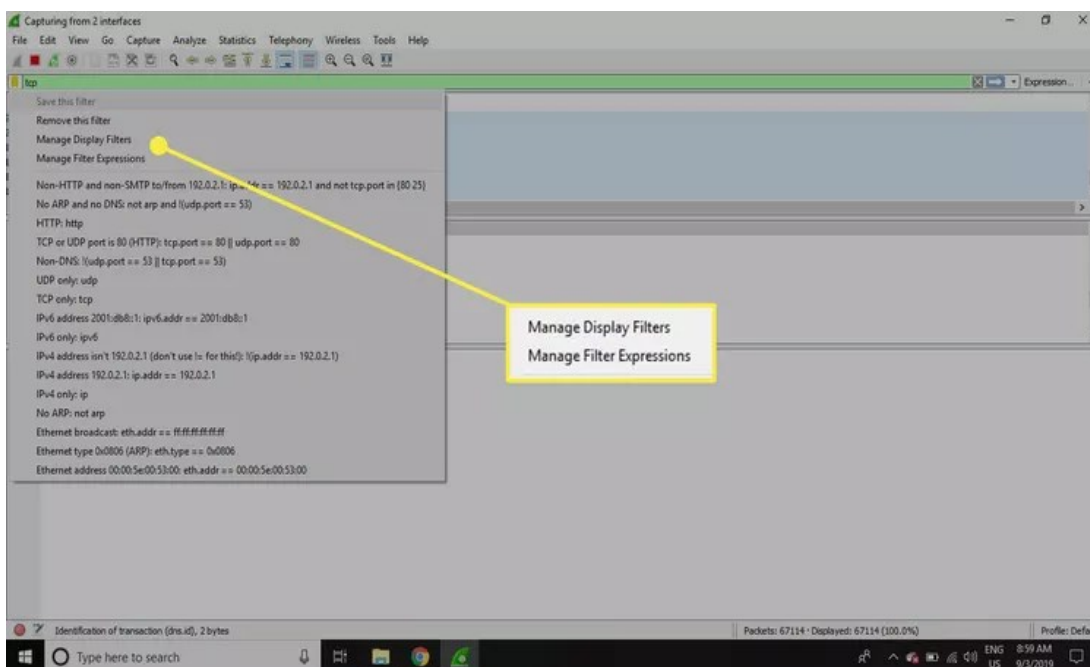 Capturing from 2 interfaces
File Edit View Go Capture Analyze Statistics Telephony Wireless Tools Help
tcp
Expression...
Save this filter
Remove this filter
Manage Display Filters
Manage Filter Expressions
Non-HTTP and non-SMTP to/from 192.0.2.1: ip.addr == 192.0.2.1 and not tcp.port in {80 25}
No ARP and no DNS: not arp and !(udp.port == 53)
HTTP: http
TCP or UDP port is 80 (HTTP): tcp.port == 80 || udp.port == 80
Non-DNS: !(udp.port == 53 || tcp.port == 53)
UDP only: udp
TCP only: tcp
IPv6 address 2001:db8::1: ipv6.addr == 2001:db8::1
IPv6 only: ipv6
IPv4 address isn't 192.0.2.1 (don't use != for this!): !(ip.addr == 192.0.2.1)
IPv4 address 192.0.2.1: ip.addr == 192.0.2.1
IPv4 only: ip
No ARP: not arp
Ethernet broadcast: eth.addr == ff:ff:ff:ff:ff:ff
Ethernet type 0x0806 (ARP): eth.type == 0x0806
Ethernet address 00:00:5e:00:53:00: eth.addr == 00:00:5e:00:53:00
Manage Display Filters
Manage Filter Expressions
Identification of transaction (dns.id), 2 bytes
Packets: 67114 · Displayed: 67114 (100.0%)
Profile: Defa
Type here to search
ENG
US
8:59 AM
9/3/2019